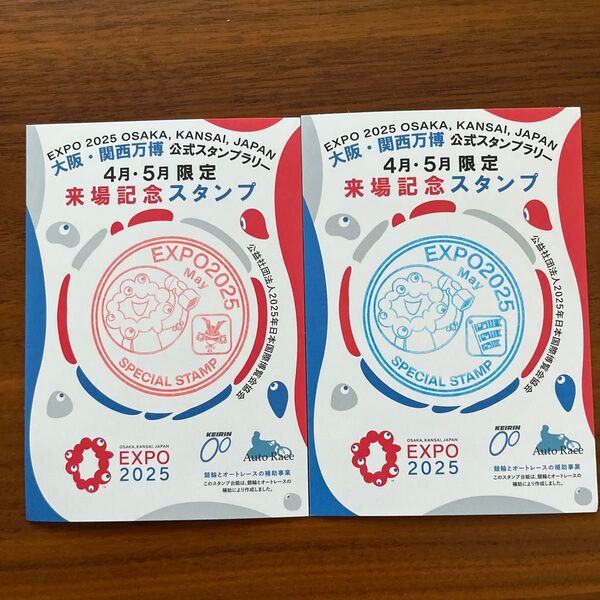 EXPO 2025 OSAKA, KANSAI, JAPAN
大阪・関西万博 公式スタンプラリー
4月・5月 限定
来場記念スタンプ
公益社団法人2025年日本国際博覧会協会
EXPO2025
May
SPECIAL STAMP
OSAKA, KANSAI, JAPAN
EXPO
2025
KEIRIN
Auto Race
競輪とオートレースの補助事業
このスタンプ台紙は、競輪とオートレースの
補助により作成しました。
EXPO 2025 OSAKA, KANSAI, JAPAN
大阪・関西万博 公式スタンプラリー
4月・5月 限定
来場記念スタンプ
公益社団法人2025年日本国際博覧会協会
EXPO2025
May
SPECIAL STAMP
OSAKA, KANSAI, JAPAN
EXPO
2025
KEIRIN
Auto Race
競輪とオートレースの補助事業
このスタンプ台紙は、競輪とオートレースの
補助により作成しました。